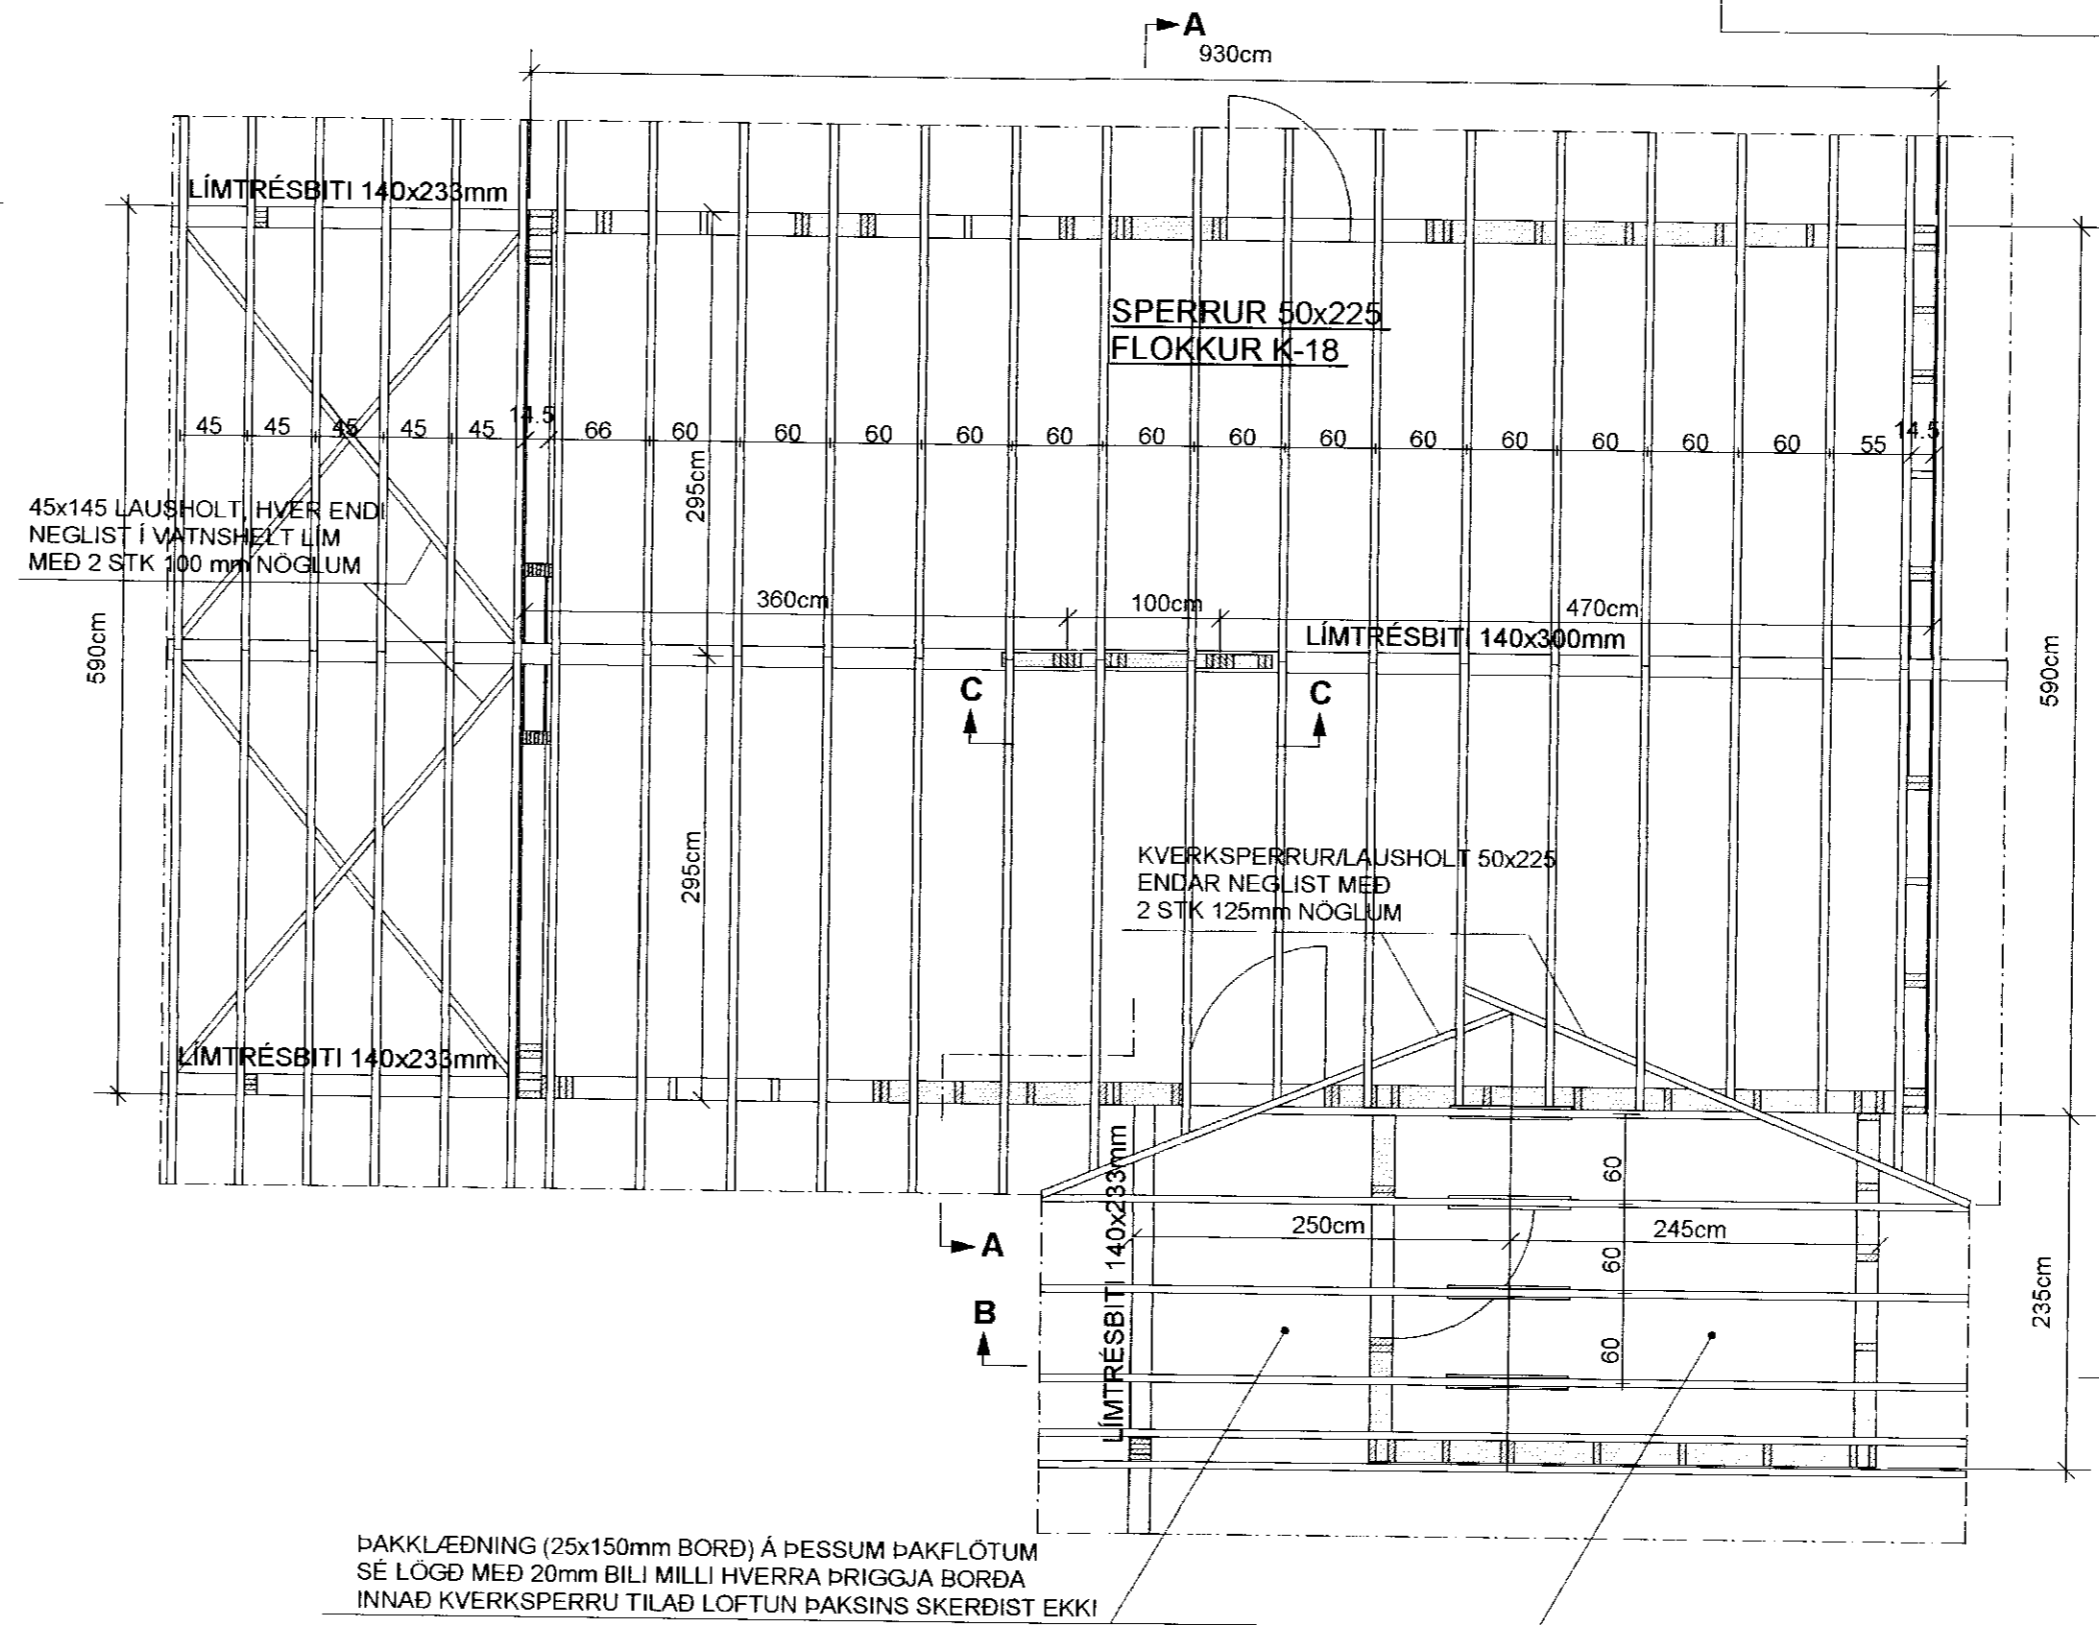 A
930cm
LÍMTRÉSBITI 140x233mm
SPERRUR 50x225
FLOKKUR K-18
45 45 45 45 45 14.5 66 60 60 60 60 60 60 60 60 60 60 60 60 60 55 14.5
295cm
45x145 LAUSHOLT, HVER ENDI
NEGLIST Í VATNSHELT LÍM
MEÐ 2 STK 100 mm NÖGLUM
360cm 100cm 470cm
LÍMTRÉSBITI 140x300mm
590cm
590cm
C C
295cm
KVERKSPERRUR/LAUSHOLT 50x225
ENDAR NEGLIST MEÐ
2 STK 125mm NÖGLUM
LÍMTRÉSBITI 140x233mm
LÍMTRÉSBITI 140x233mm
60
250cm 245cm
A
60
235cm
B
60
ÞAKKLÆÐNING (25x150mm BORÐ) Á ÞESSUM ÞAKFLÖTUM
SÉ LÖGÐ MEÐ 20mm BILI MILLI HVERRA ÞRIGGJA BORÐA
INNAÐ KVERKSPERRU TILAÐ LOFTUN ÞAKSINS SKERÐIST EKKI